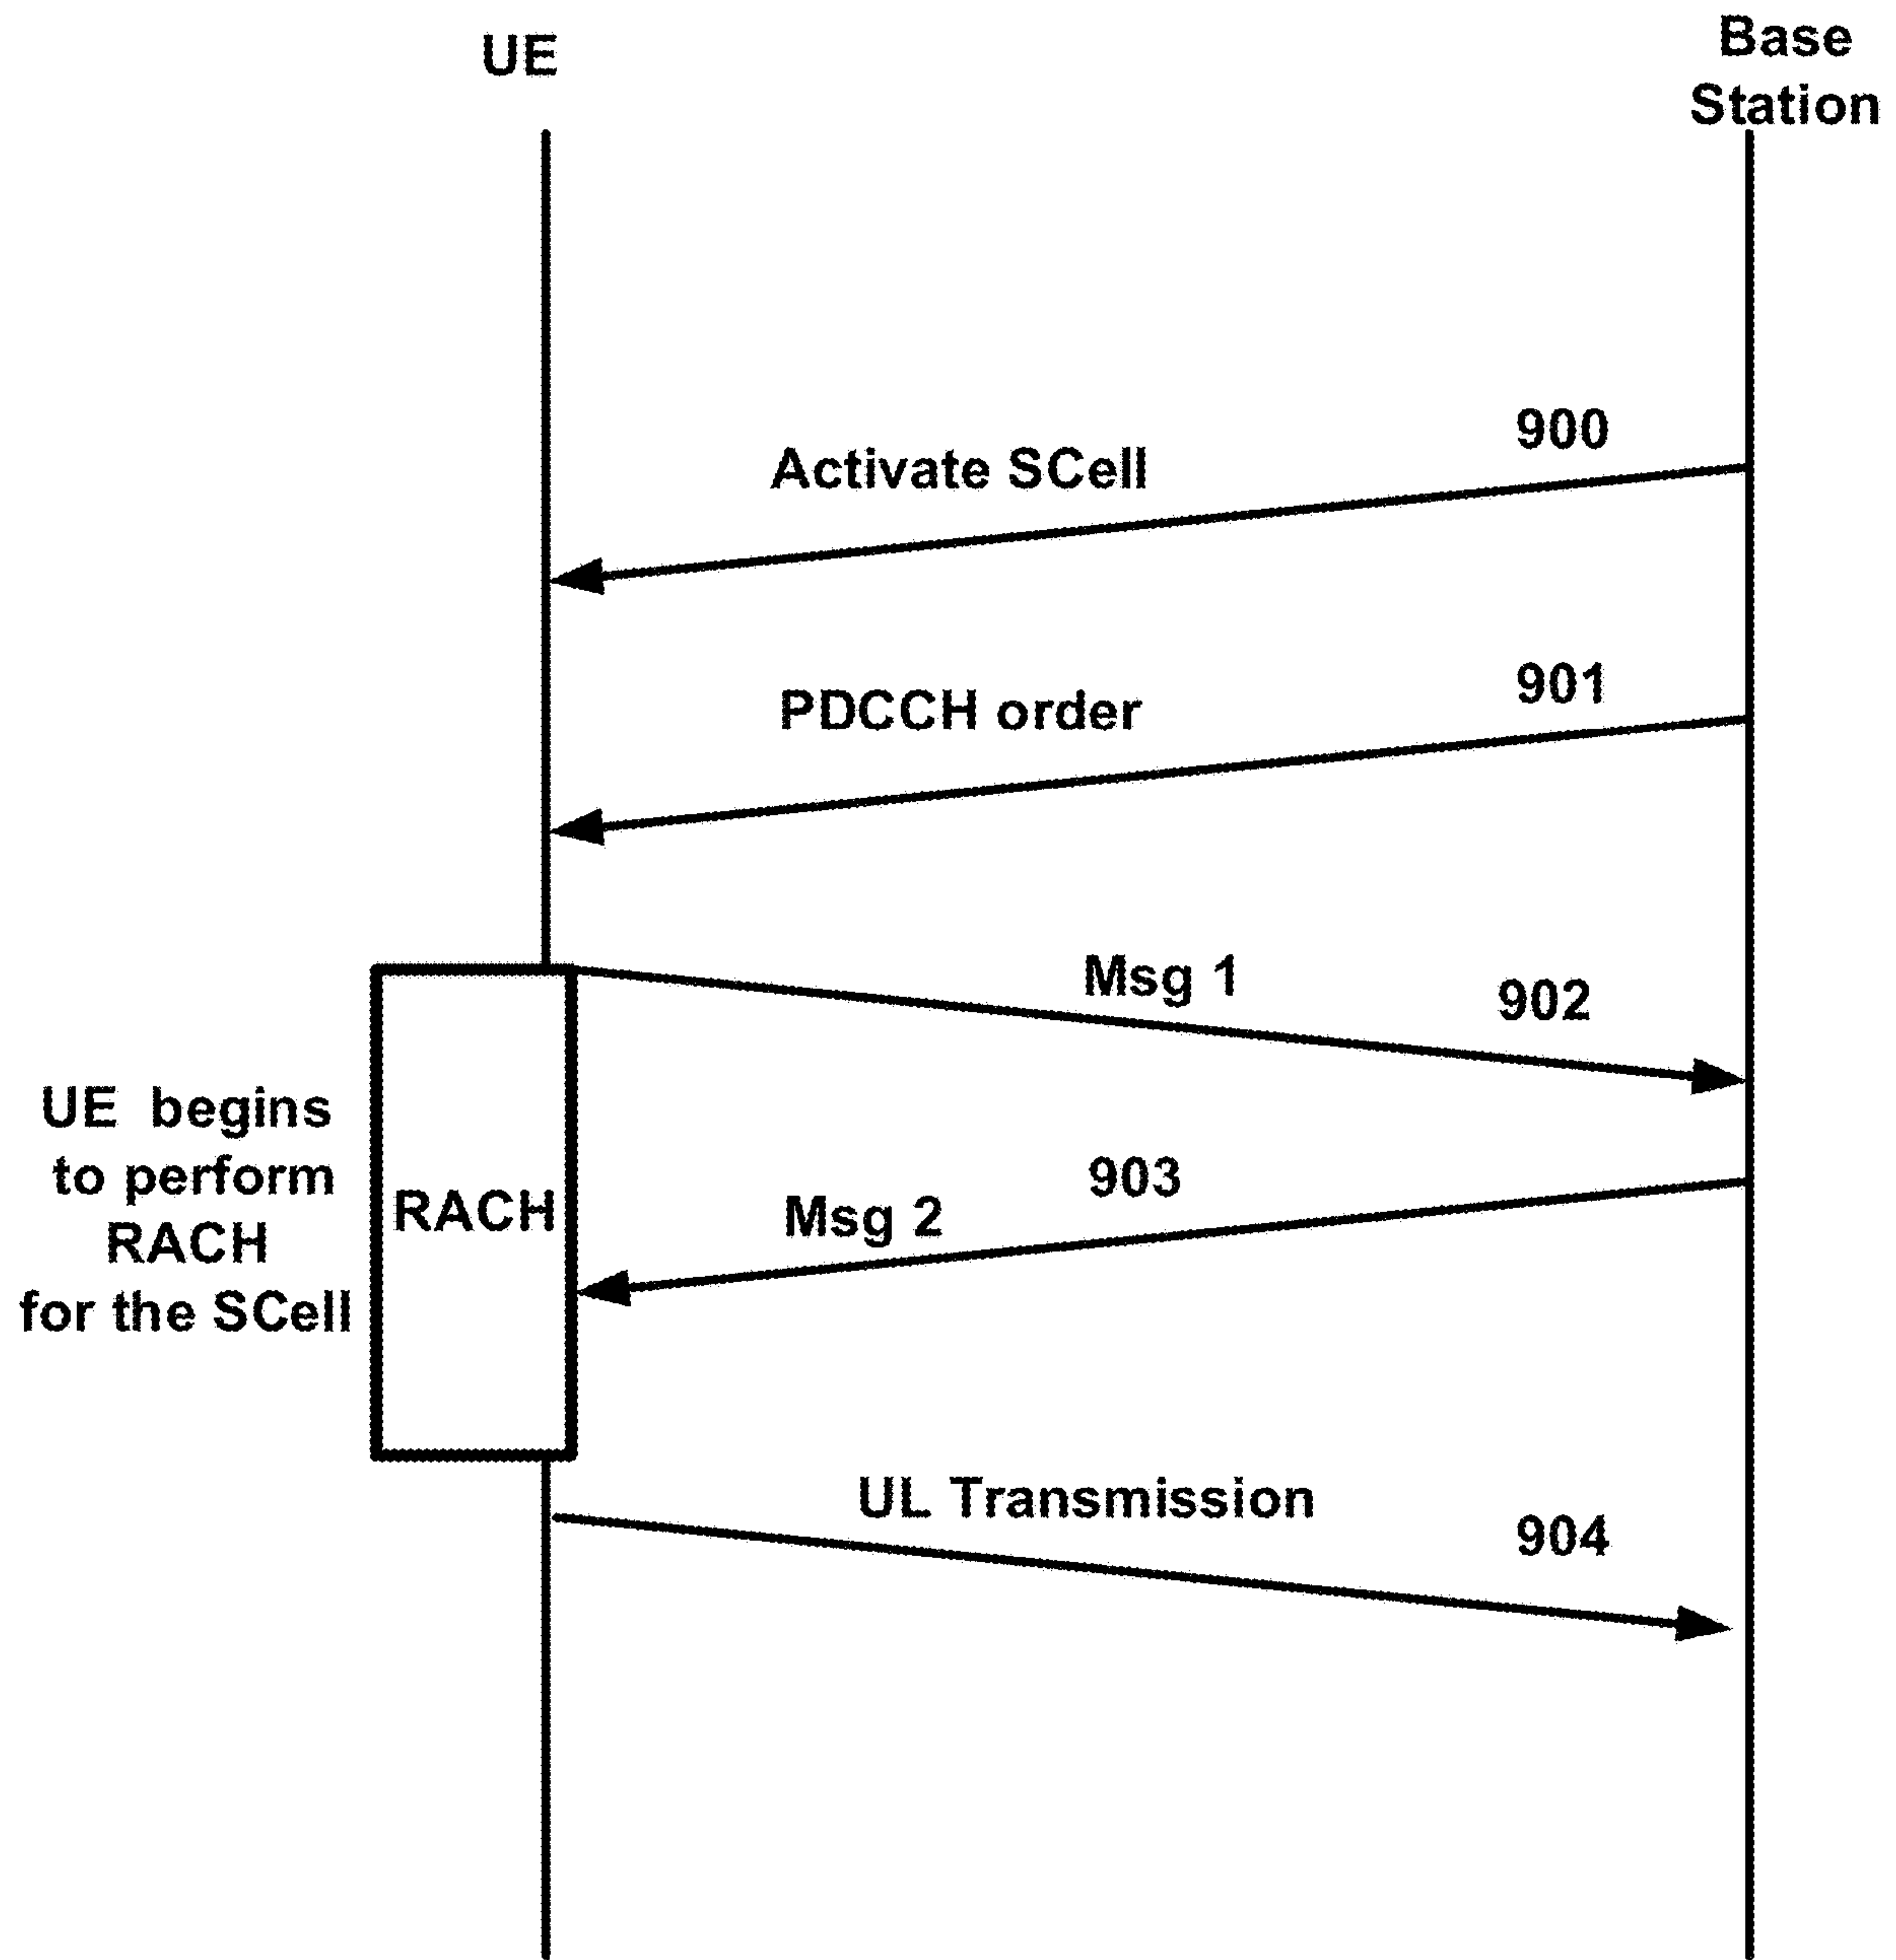 UE
Base
Station
900
Activate SCell
901
PDCCH order
Msg 1
902
UE begins
to perform
RACH
for the SCell
RACH
903
Msg 2
UL Transmission
904